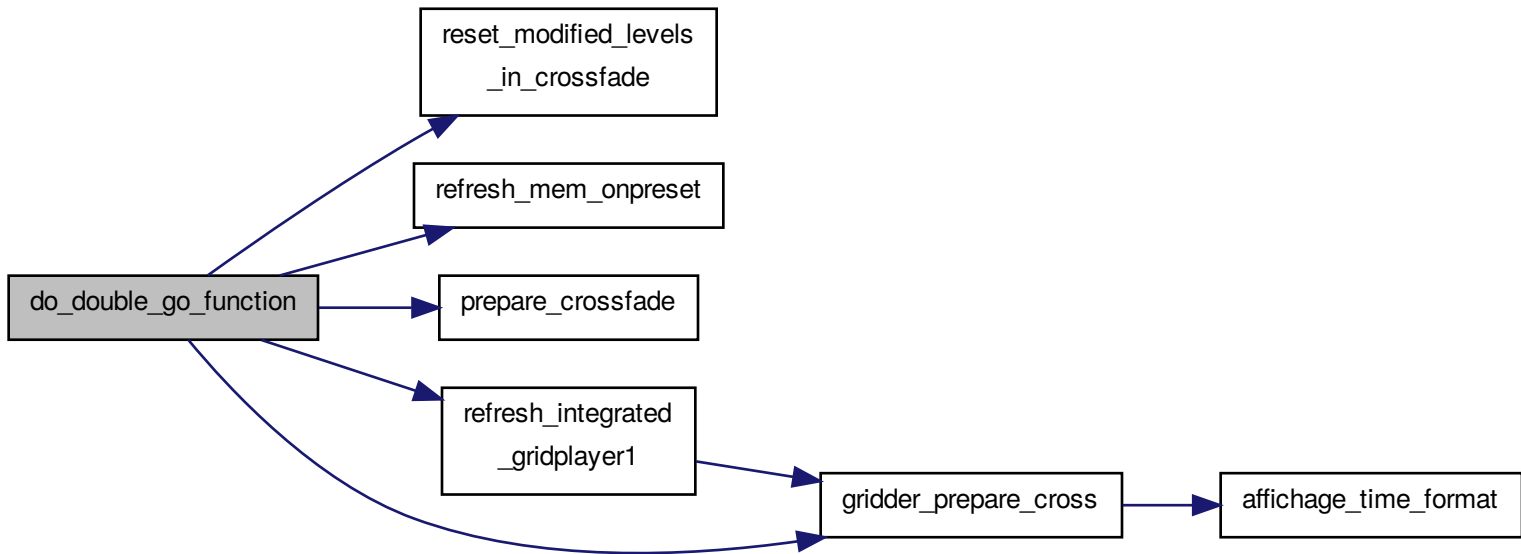 reset_modified_levels
_in_crossfade
refresh_mem_onpreset
do_double_go_function
prepare_crossfade
refresh_integrated
_gridplayer1
gridder_prepare_cross
affichage_time_format